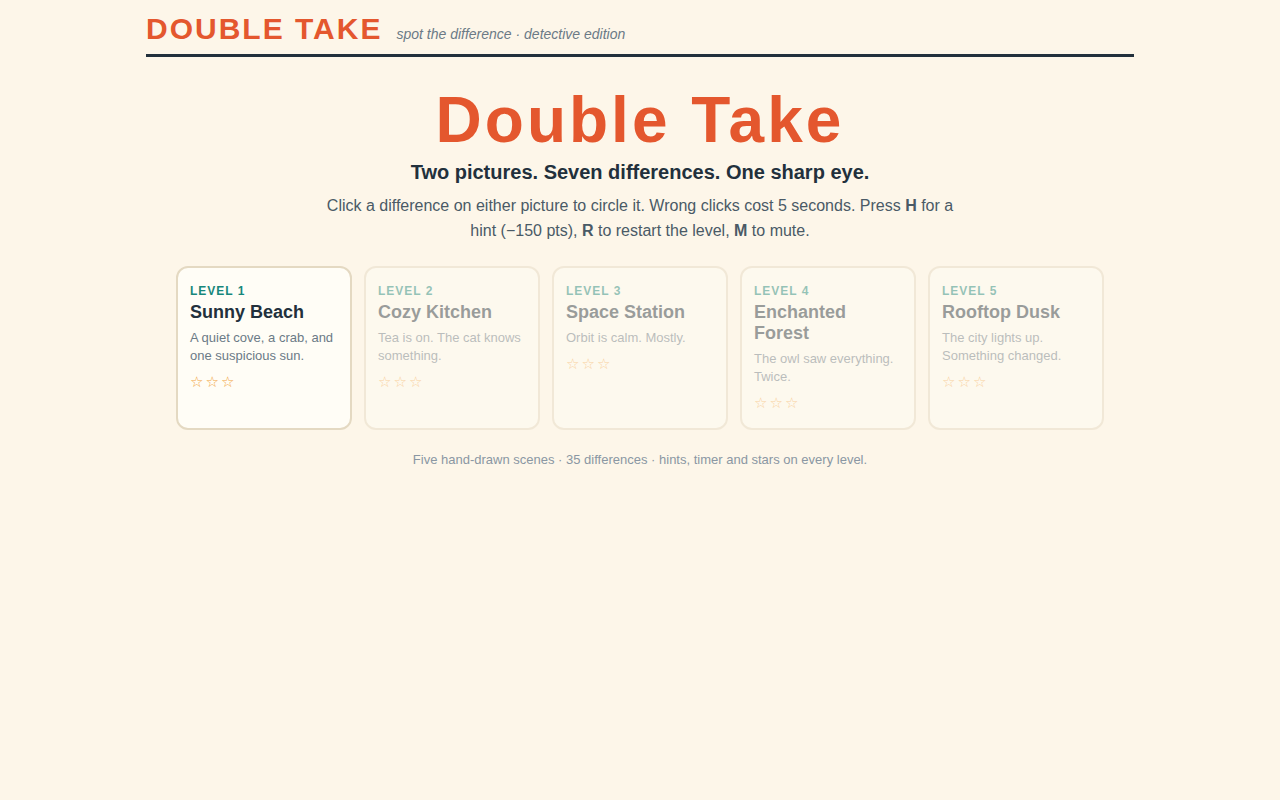 DOUBLE TAKE spot the difference · detective edition
Double Take
Two pictures. Seven differences. One sharp eye.
Click a difference on either picture to circle it. Wrong clicks cost 5 seconds. Press H for a
hint (−150 pts), R to restart the level, M to mute.
LEVEL 1
Sunny Beach
A quiet cove, a crab, and
one suspicious sun.
☆☆☆
LEVEL 2
Cozy Kitchen
Tea is on. The cat knows
something.
☆☆☆
LEVEL 3
Space Station
Orbit is calm. Mostly.
☆☆☆
LEVEL 4
Enchanted
Forest
The owl saw everything.
Twice.
☆☆☆
LEVEL 5
Rooftop Dusk
The city lights up.
Something changed.
☆☆☆
Five hand-drawn scenes · 35 differences · hints, timer and stars on every level.